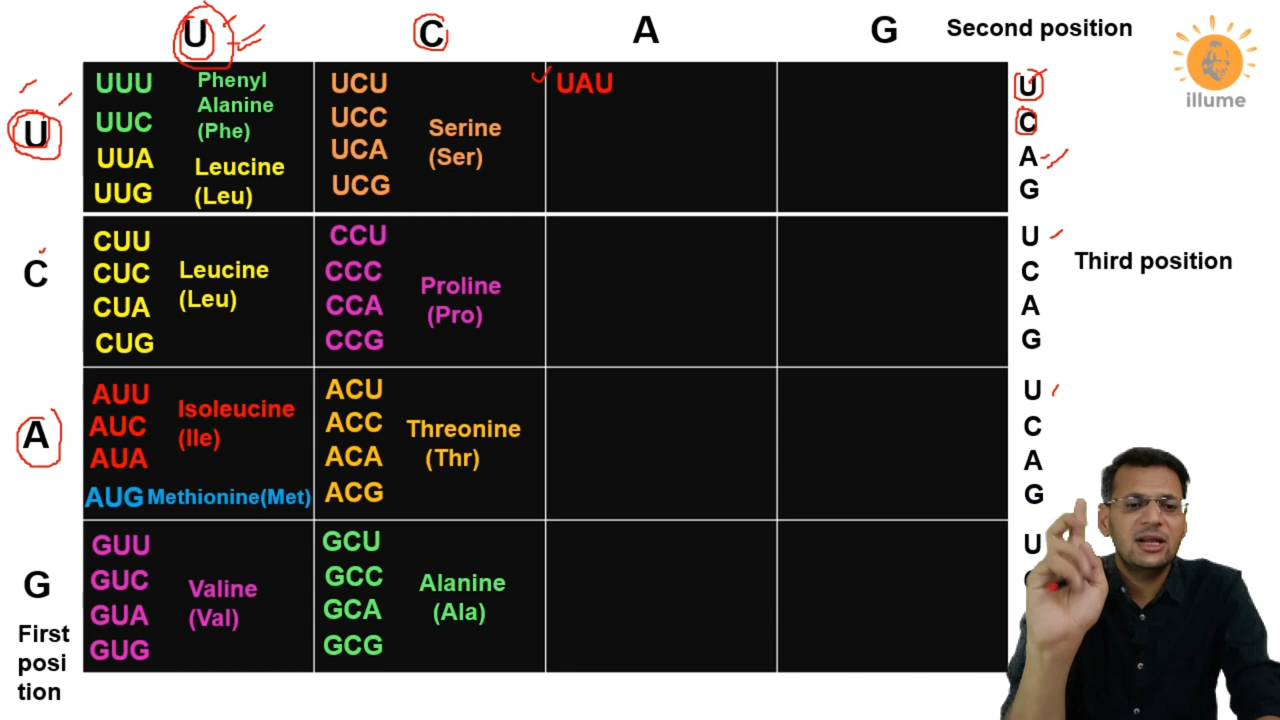 U
C
A
G
Second position
illume
U
UUU
UUC
Phenyl
Alanine
(Phe)
UUA
UUG
Leucine
(Leu)
UCU
UCC
UCA
UCG
Serine
(Ser)
UAU
U
C
A
G
C
CUU
CUC
CUA
CUG
Leucine
(Leu)
CCU
CCC
CCA
CCG
Proline
(Pro)
U
C
A
G
Third position
A
AUU
AUC
AUA
Isoleucine
(Ile)
AUG Methionine(Met)
ACU
ACC
ACA
ACG
Threonine
(Thr)
U
C
A
G
G
GUU
GUC
GUA
GUG
Valine
(Val)
GCU
GCC
GCA
GCG
Alanine
(Ala)
U
First
posi
tion